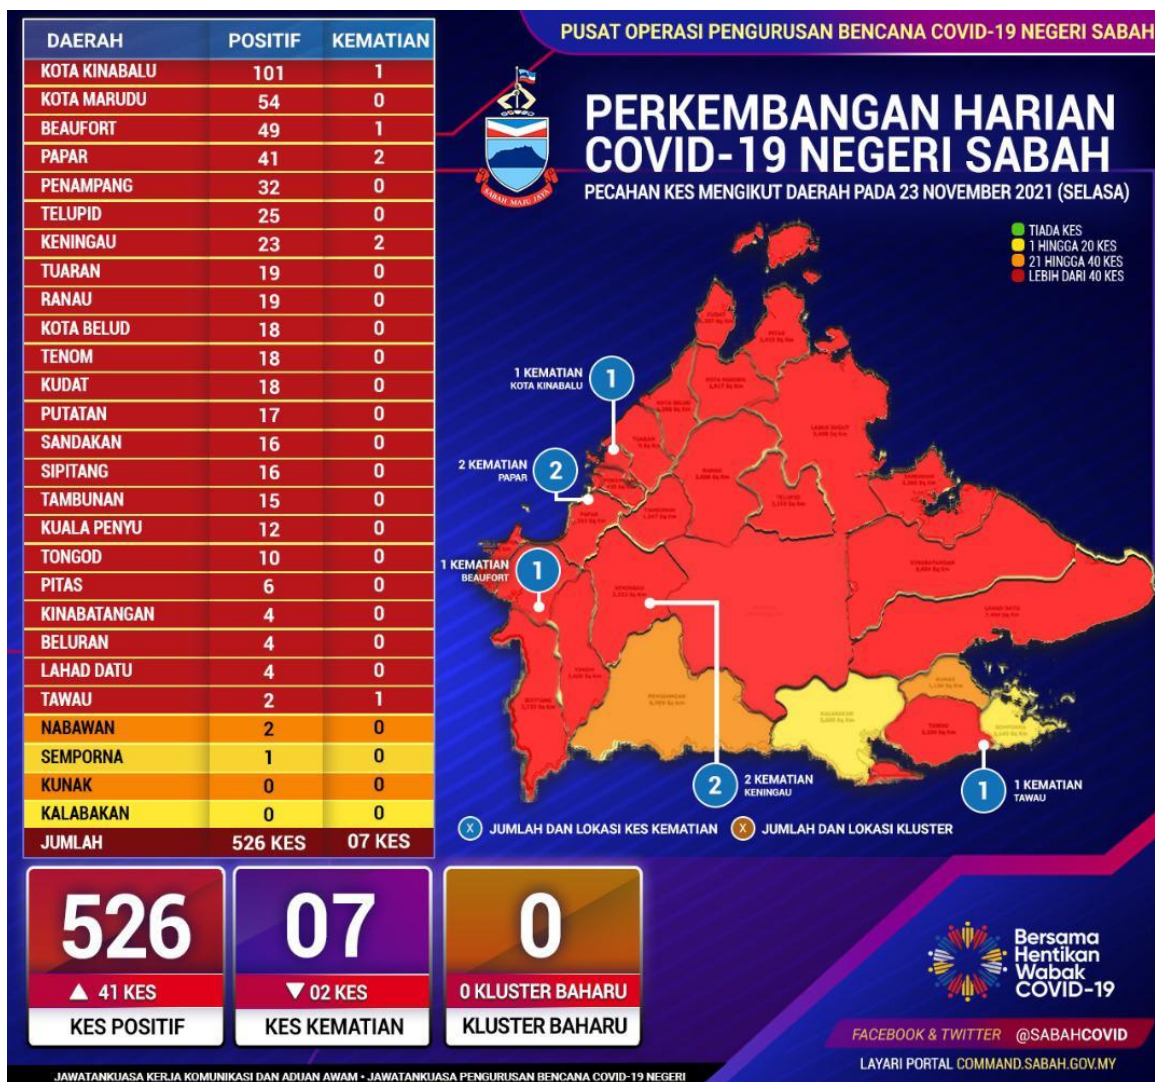 PUSAT OPERASI PENGURUSAN BENCANA COVID-19 NEGERI SABAH
PERKEMBANGAN HARIAN
COVID-19 NEGERI SABAH
PECAHAN KES MENGIKUT DAERAH PADA 23 NOVEMBER 2021 (SELASA)
SABAH MAJU JAYA
DAERAH POSITIF KEMATIAN
KOTA KINABALU 101 1
KOTA MARUDU 54 0
BEAUFORT 49 1
PAPAR 41 2
PENAMPANG 32 0
TELUPID 25 0
KENINGAU 23 2
TUARAN 19 0
RANAU 19 0
KOTA BELUD 18 0
TENOM 18 0
KUDAT 18 0
PUTATAN 17 0
SANDAKAN 16 0
SIPITANG 16 0
TAMBUNAN 15 0
KUALA PENYU 12 0
TONGOD 10 0
PITAS 6 0
KINABATANGAN 4 0
BELURAN 4 0
LAHAD DATU 4 0
TAWAU 2 1
NABAWAN 2 0
SEMPORNA 1 0
KUNAK 0 0
KALABAKAN 0 0
JUMLAH 526 KES 07 KES
TIADA KES
1 HINGGA 20 KES
21 HINGGA 40 KES
LEBIH DARI 40 KES
1 KEMATIAN
KOTA KINABALU
1
2 KEMATIAN
PAPAR
2
1 KEMATIAN
BEAUFORT
1
2
2 KEMATIAN
KENINGAU
1
1 KEMATIAN
TAWAU
X JUMLAH DAN LOKASI KES KEMATIAN
X JUMLAH DAN LOKASI KLUSTER
526
▲ 41 KES
KES POSITIF
07
▼ 02 KES
KES KEMATIAN
0
0 KLUSTER BAHARU
KLUSTER BAHARU
Bersama
Hentikan
Wabak
COVID-19
FACEBOOK & TWITTER @SABAHCOVID
LAYARI PORTAL COMMAND.SABAH.GOV.MY
JAWATANKUASA KERJA KOMUNIKASI DAN ADUAN AWAM • JAWATANKUASA PENGURUSAN BENCANA COVID-19 NEGERI